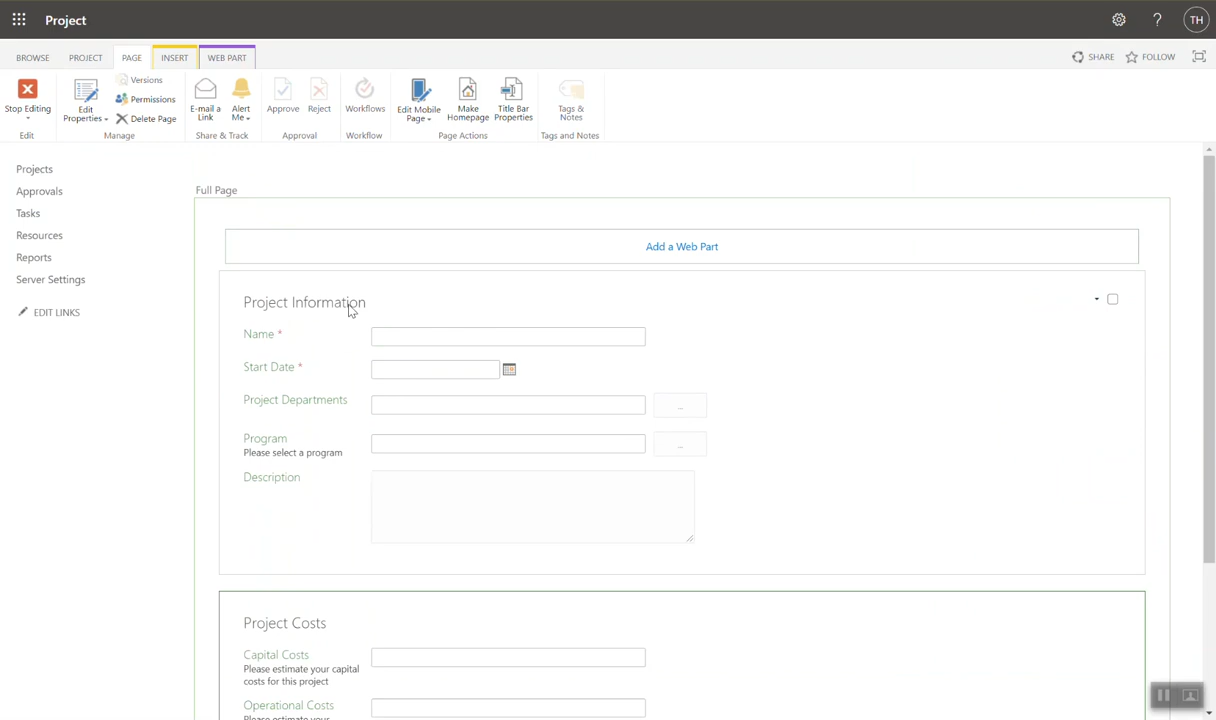 Project
TH
BROWSE
PROJECT
PAGE
INSERT
WEB PART
SHARE
FOLLOW
Stop Editing
Edit
Edit Properties
Versions
Permissions
Delete Page
Manage
E-mail a Link
Alert Me
Share & Track
Approve
Reject
Approval
Workflows
Workflow
Edit Mobile Page
Make Homepage
Title Bar Properties
Page Actions
Tags & Notes
Tags and Notes
Projects
Approvals
Tasks
Resources
Reports
Server Settings
EDIT LINKS
Full Page
Add a Web Part
Project Information
Name *
Start Date *
Project Departments
...
Program
Please select a program
...
Description
Project Costs
Capital Costs
Please estimate your capital
costs for this project
Operational Costs
Please estimate your